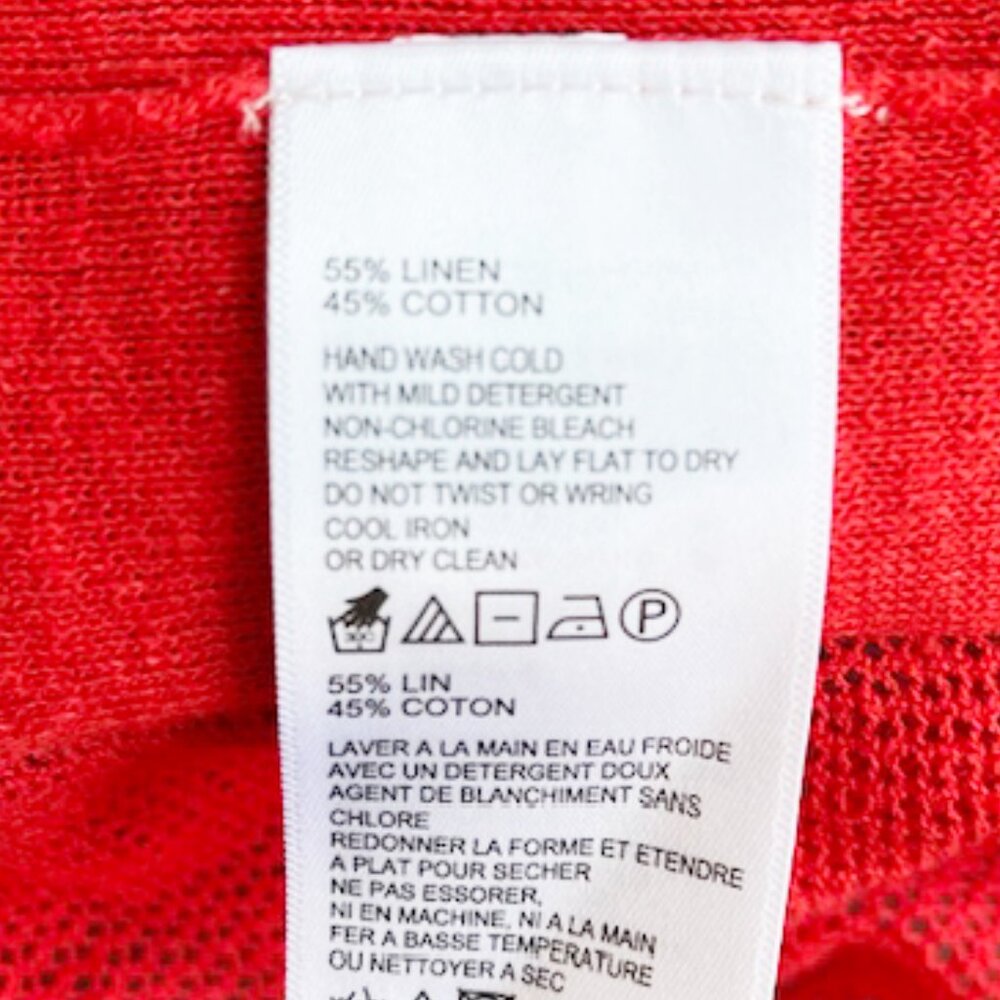 55% LINEN
45% COTTON
HAND WASH COLD
WITH MILD DETERGENT
NON-CHLORINE BLEACH
RESHAPE AND LAY FLAT TO DRY
DO NOT TWIST OR WRING
COOL IRON
OR DRY CLEAN
P
55% LIN
45% COTON
LAVER A LA MAIN EN EAU FROIDE
AVEC UN DETERGENT DOUX
AGENT DE BLANCHIMENT SANS
CHLORE
REDONNER LA FORME ET ETENDRE
A PLAT POUR SECHER
NE PAS ESSORER,
NI EN MACHINE, NI A LA MAIN
FER A BASSE TEMPERATURE
OU NETTOYER A SEC